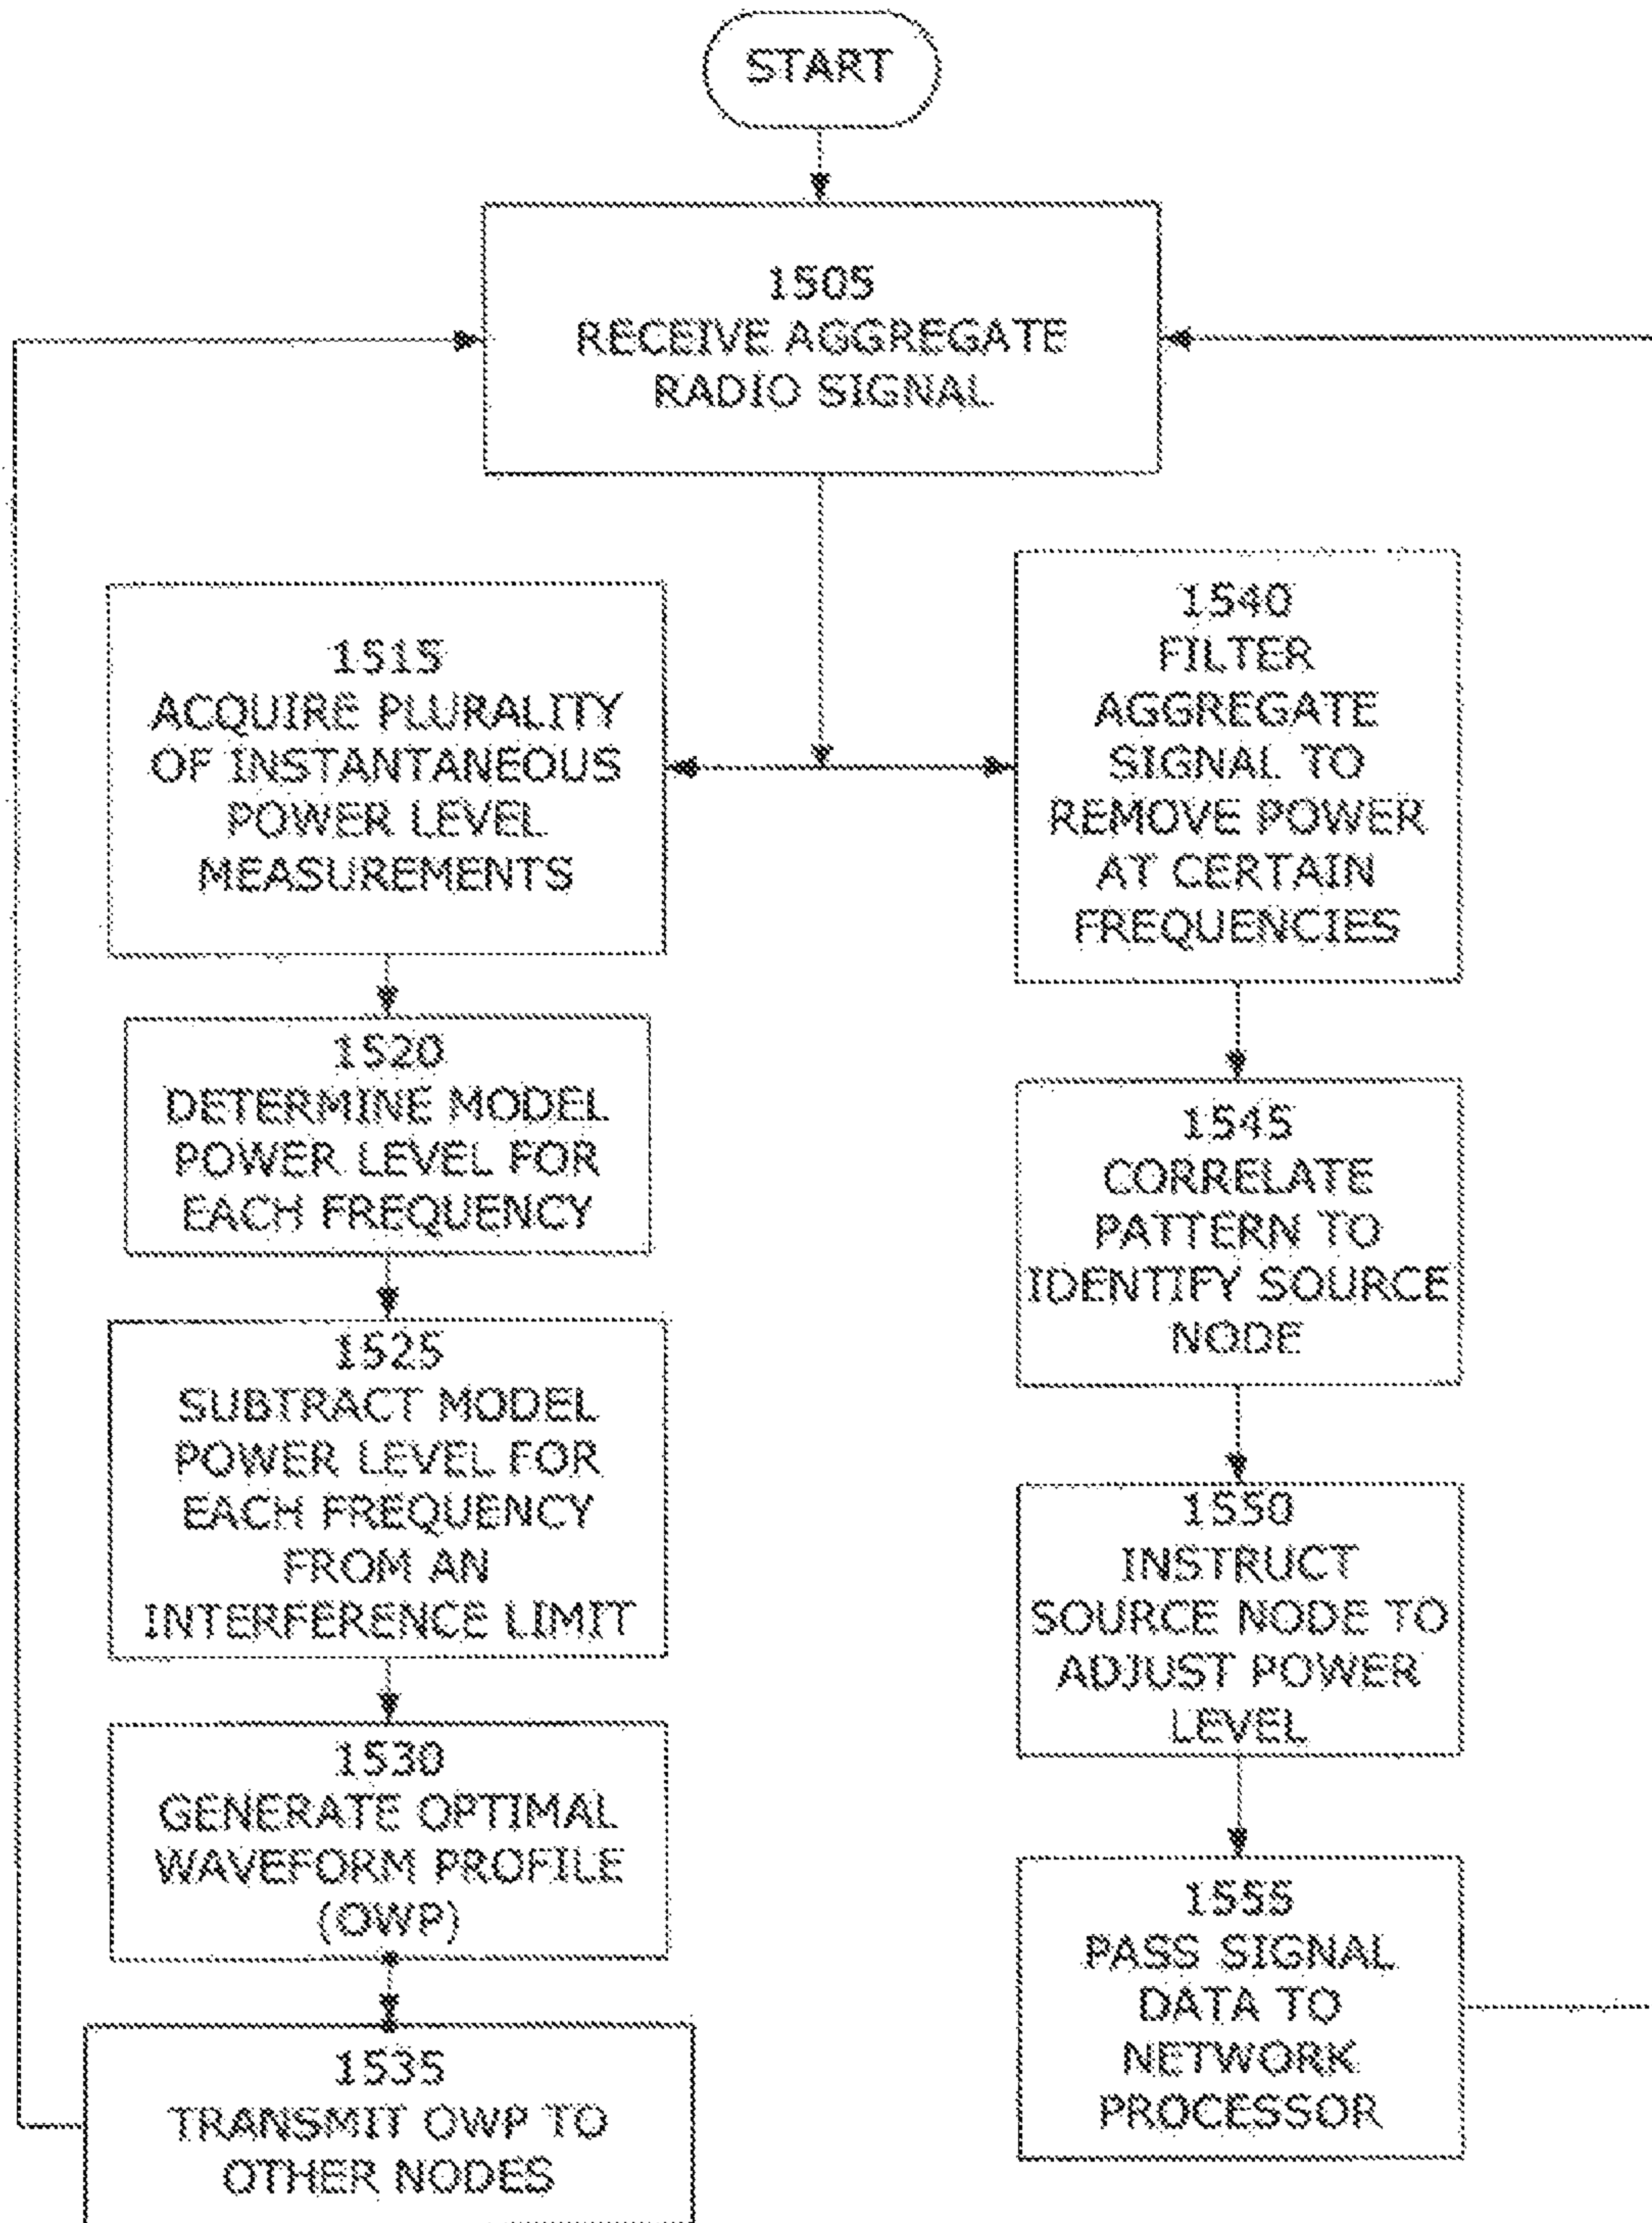 START
1505
RECEIVE AGGREGATE
RADIO SIGNAL
1515
ACQUIRE PLURALITY
OF INSTANTANEOUS
POWER LEVEL
MEASUREMENTS
1520
DETERMINE MODEL
POWER LEVEL FOR
EACH FREQUENCY
1525
SUBTRACT MODEL
POWER LEVEL FOR
EACH FREQUENCY
FROM AN
INTERFERENCE LIMIT
1530
GENERATE OPTIMAL
WAVEFORM PROFILE
(OWP)
1535
TRANSMIT OWP TO
OTHER NODES
1540
FILTER
AGGREGATE
SIGNAL TO
REMOVE POWER
AT CERTAIN
FREQUENCIES
1545
CORRELATE
PATTERN TO
IDENTIFY SOURCE
NODE
1550
INSTRUCT
SOURCE NODE TO
ADJUST POWER
LEVEL
1555
PASS SIGNAL
DATA TO
NETWORK
PROCESSOR